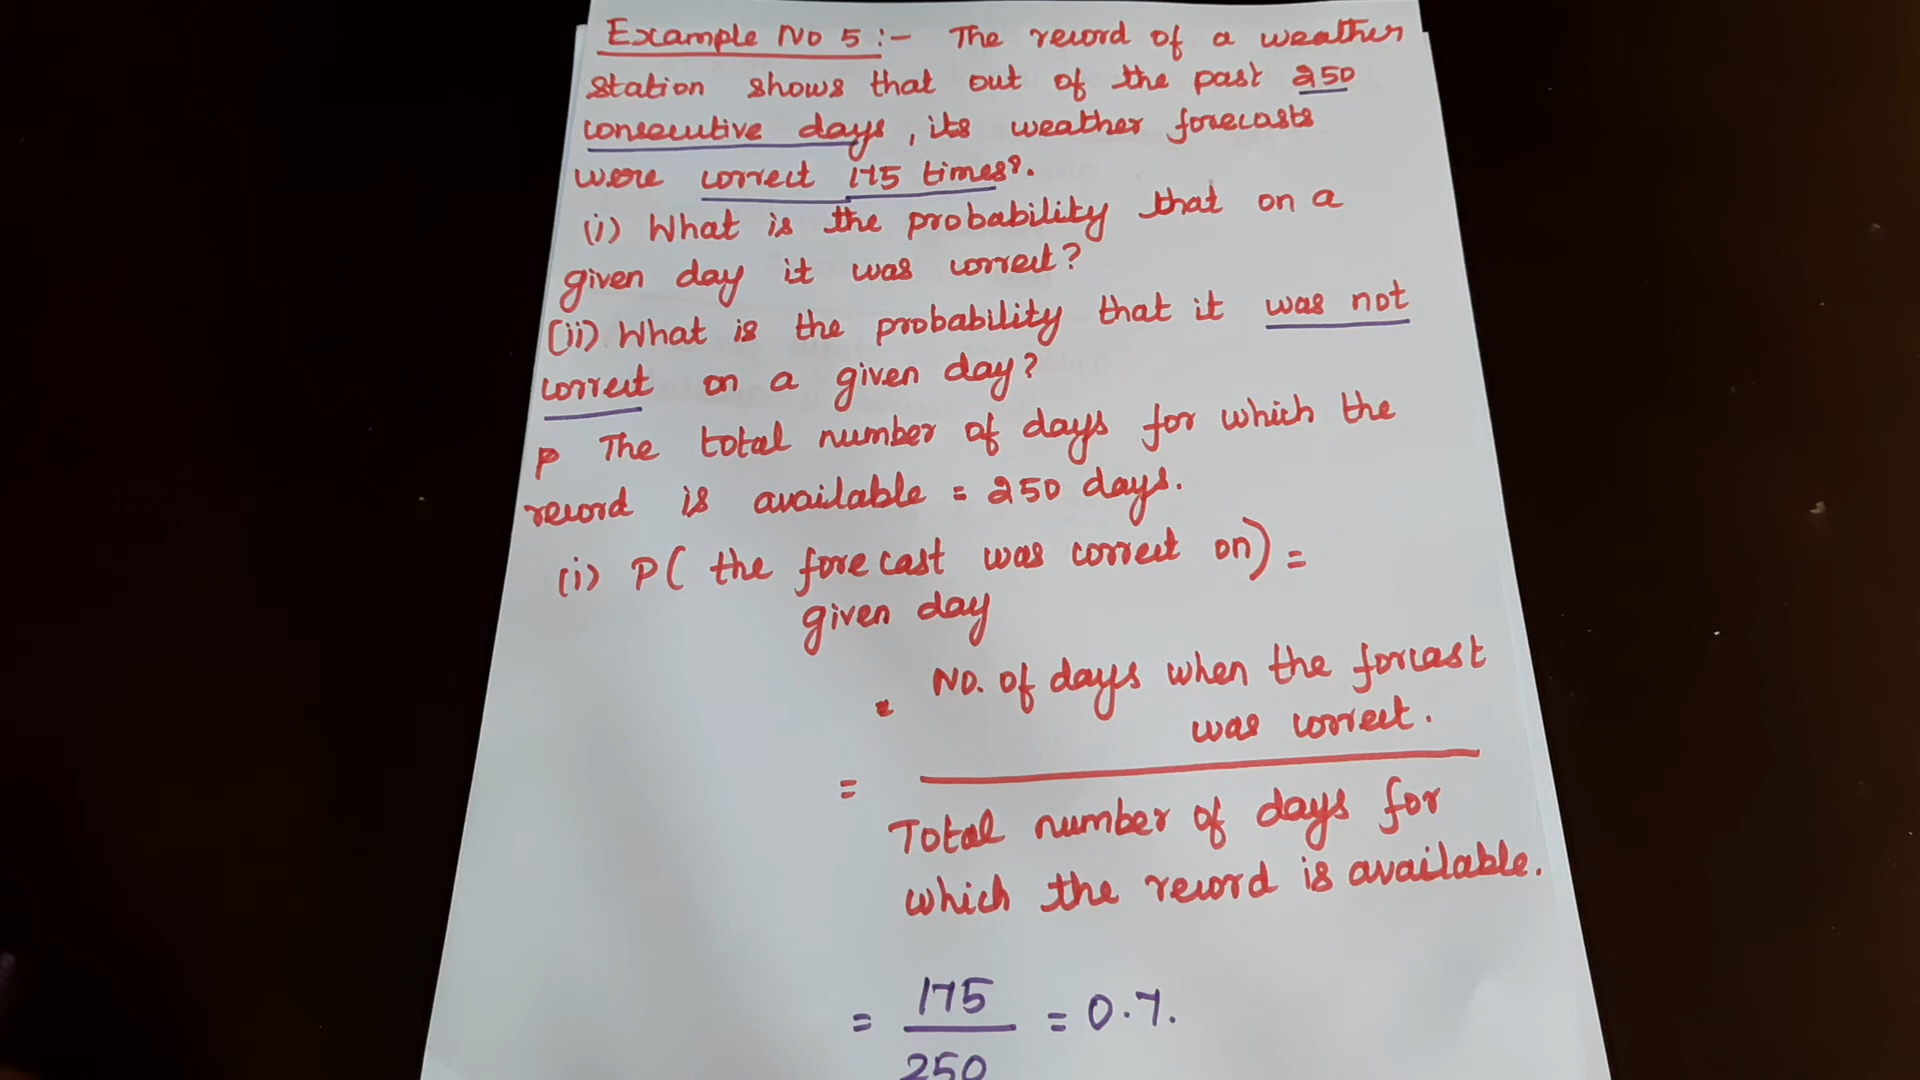 Example No 5 :- The record of a weather
station shows that out of the past 250
consecutive days, its weather forecasts
were correct 175 times?.
(i) What is the probability that on a
given day it was correct?
(ii) What is the probability that it was not
correct on a given day?
p The total number of days for which the
record is available = 250 days.
(i) P( the forecast was correct on) =
given day
No. of days when the forcast
was correct.
=
Total number of days for
which the record is available.
= 175/250 = 0.7.